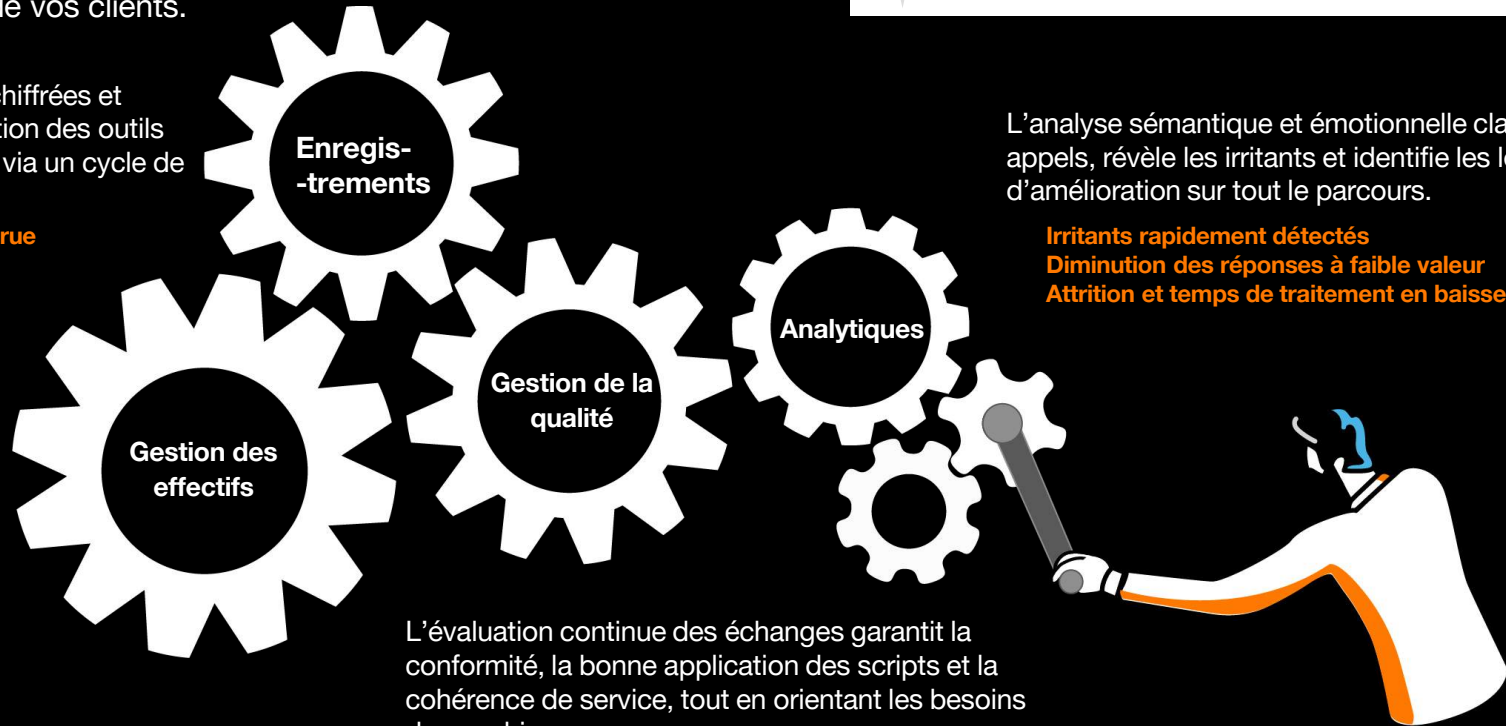 de vos clients.
chiffrées et
tion des outils
via un cycle de
rue
Enregis-
-trements
L'analyse sémantique et émotionnelle cla
appels, révèle les irritants et identifie les
d'amélioration sur tout le parcours.
Irritants rapidement détectés
Diminution des réponses à faible valeur
Attrition et temps de traitement en baisse
Analytiques
Gestion de la
qualité
Gestion des
effectifs
L'évaluation continue des échanges garantit la
conformité, la bonne application des scripts et la
cohérence de service, tout en orientant les besoins